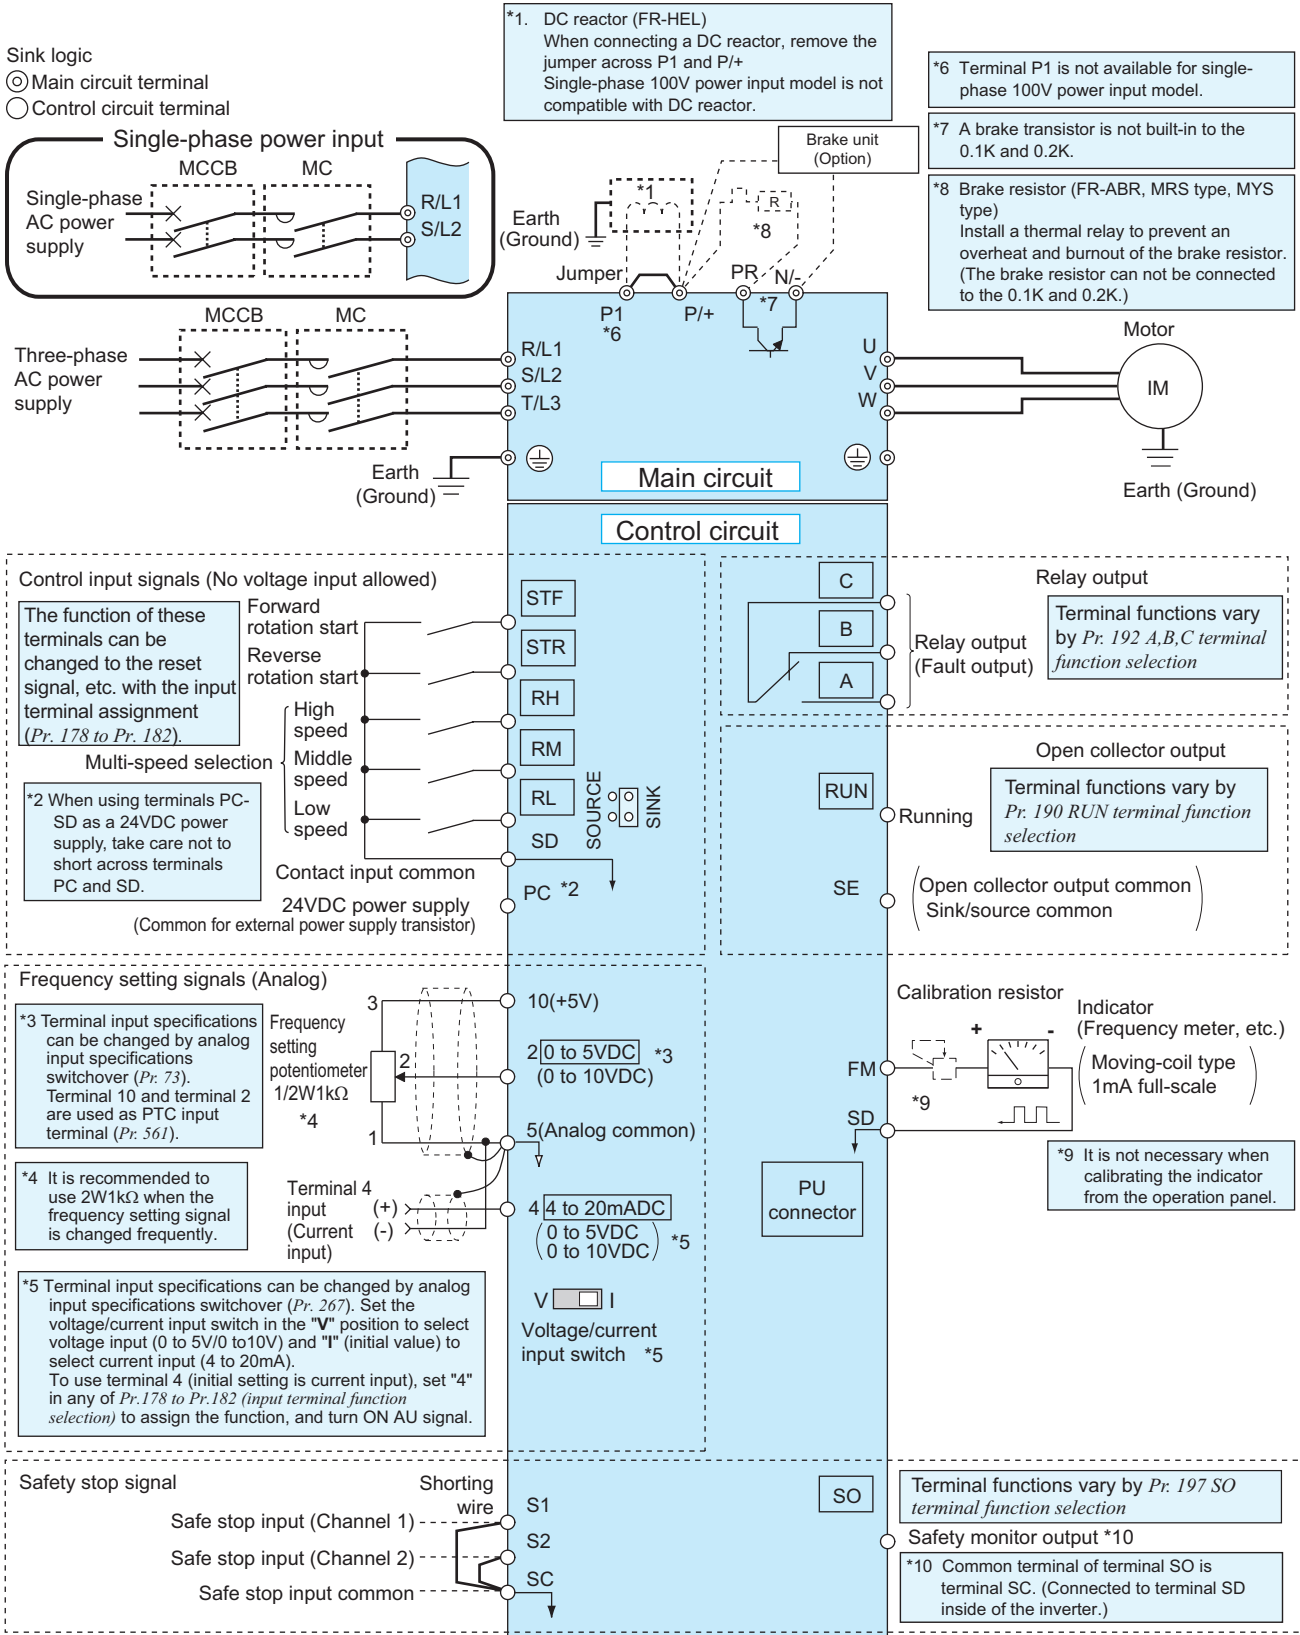 *1. DC reactor (FR-HEL)
When connecting a DC reactor, remove the
jumper across P1 and P/+
Single-phase 100V power input model is not
compatible with DC reactor.
Sink logic
Main circuit terminal
Control circuit terminal
*6 Terminal P1 is not available for single-
phase 100V power input model.
*7 A brake transistor is not built-in to the
0.1K and 0.2K.
*8 Brake resistor (FR-ABR, MRS type, MYS
type)
Install a thermal relay to prevent an
overheat and burnout of the brake resistor.
(The brake resistor can not be connected
to the 0.1K and 0.2K.)
Single-phase power input
MCCB
MC
Single-phase
AC power
supply
R/L1
S/L2
Brake unit
(Option)
*1
R
*8
Earth
(Ground)
Jumper
PR
N/-
P1
*6
P/+
*7
MCCB
MC
Three-phase
AC power
supply
R/L1
S/L2
T/L3
Earth
(Ground)
U
V
W
Motor
IM
Earth (Ground)
Main circuit
Control circuit
Control input signals (No voltage input allowed)
The function of these
terminals can be
changed to the reset
signal, etc. with the input
terminal assignment
(Pr. 178 to Pr. 182).
Forward
rotation start
Reverse
rotation start
High
speed
Multi-speed selection
Middle
speed
Low
speed
*2 When using terminals PC-
SD as a 24VDC power
supply, take care not to
short across terminals
PC and SD.
Contact input common
24VDC power supply
(Common for external power supply transistor)
STF
STR
RH
RM
RL
SD
PC *2
SOURCE
SINK
C
B
A
Relay output
Relay output
(Fault output)
Terminal functions vary
by Pr. 192 A,B,C terminal
function selection
Open collector output
RUN
Running
Terminal functions vary by
Pr. 190 RUN terminal function
selection
SE
Open collector output common
Sink/source common
Frequency setting signals (Analog)
*3 Terminal input specifications
can be changed by analog
input specifications
switchover (Pr. 73).
Terminal 10 and terminal 2
are used as PTC input
terminal (Pr. 561).
Frequency
setting
potentiometer
1/2W1kΩ
*4
3
2
1
10(+5V)
2 0 to 5VDC *3
(0 to 10VDC)
5(Analog common)
*4 It is recommended to
use 2W1kΩ when the
frequency setting signal
is changed frequently.
Terminal 4
input
(Current
input)
(+)
(-)
4 4 to 20mADC
0 to 5VDC
0 to 10VDC
*5
*5 Terminal input specifications can be changed by analog
input specifications switchover (Pr. 267). Set the
voltage/current input switch in the "V" position to select
voltage input (0 to 5V/0 to10V) and "I" (initial value) to
select current input (4 to 20mA).
To use terminal 4 (initial setting is current input), set "4"
in any of Pr.178 to Pr.182 (input terminal function
selection) to assign the function, and turn ON AU signal.
V
I
Voltage/current
input switch *5
Calibration resistor
Indicator
(Frequency meter, etc.)
+
-
Moving-coil type
1mA full-scale
FM
*9
SD
*9 It is not necessary when
calibrating the indicator
from the operation panel.
PU
connector
Safety stop signal
Shorting
wire
Safe stop input (Channel 1)
Safe stop input (Channel 2)
Safe stop input common
S1
S2
SC
SO
Terminal functions vary by Pr. 197 SO
terminal function selection
Safety monitor output *10
*10 Common terminal of terminal SO is
terminal SC. (Connected to terminal SD
inside of the inverter.)